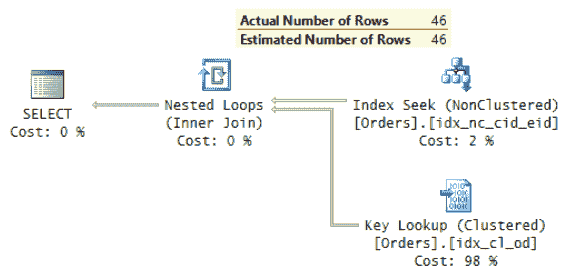 Actual Number of Rows 46
Estimated Number of Rows 46
SELECT
Cost: 0 %
Nested Loops
(Inner Join)
Cost: 0 %
Index Seek (NonClustered)
[Orders].[idx_nc_cid_eid]
Cost: 2 %
Key Lookup (Clustered)
[Orders].[idx_cl_od]
Cost: 98 %